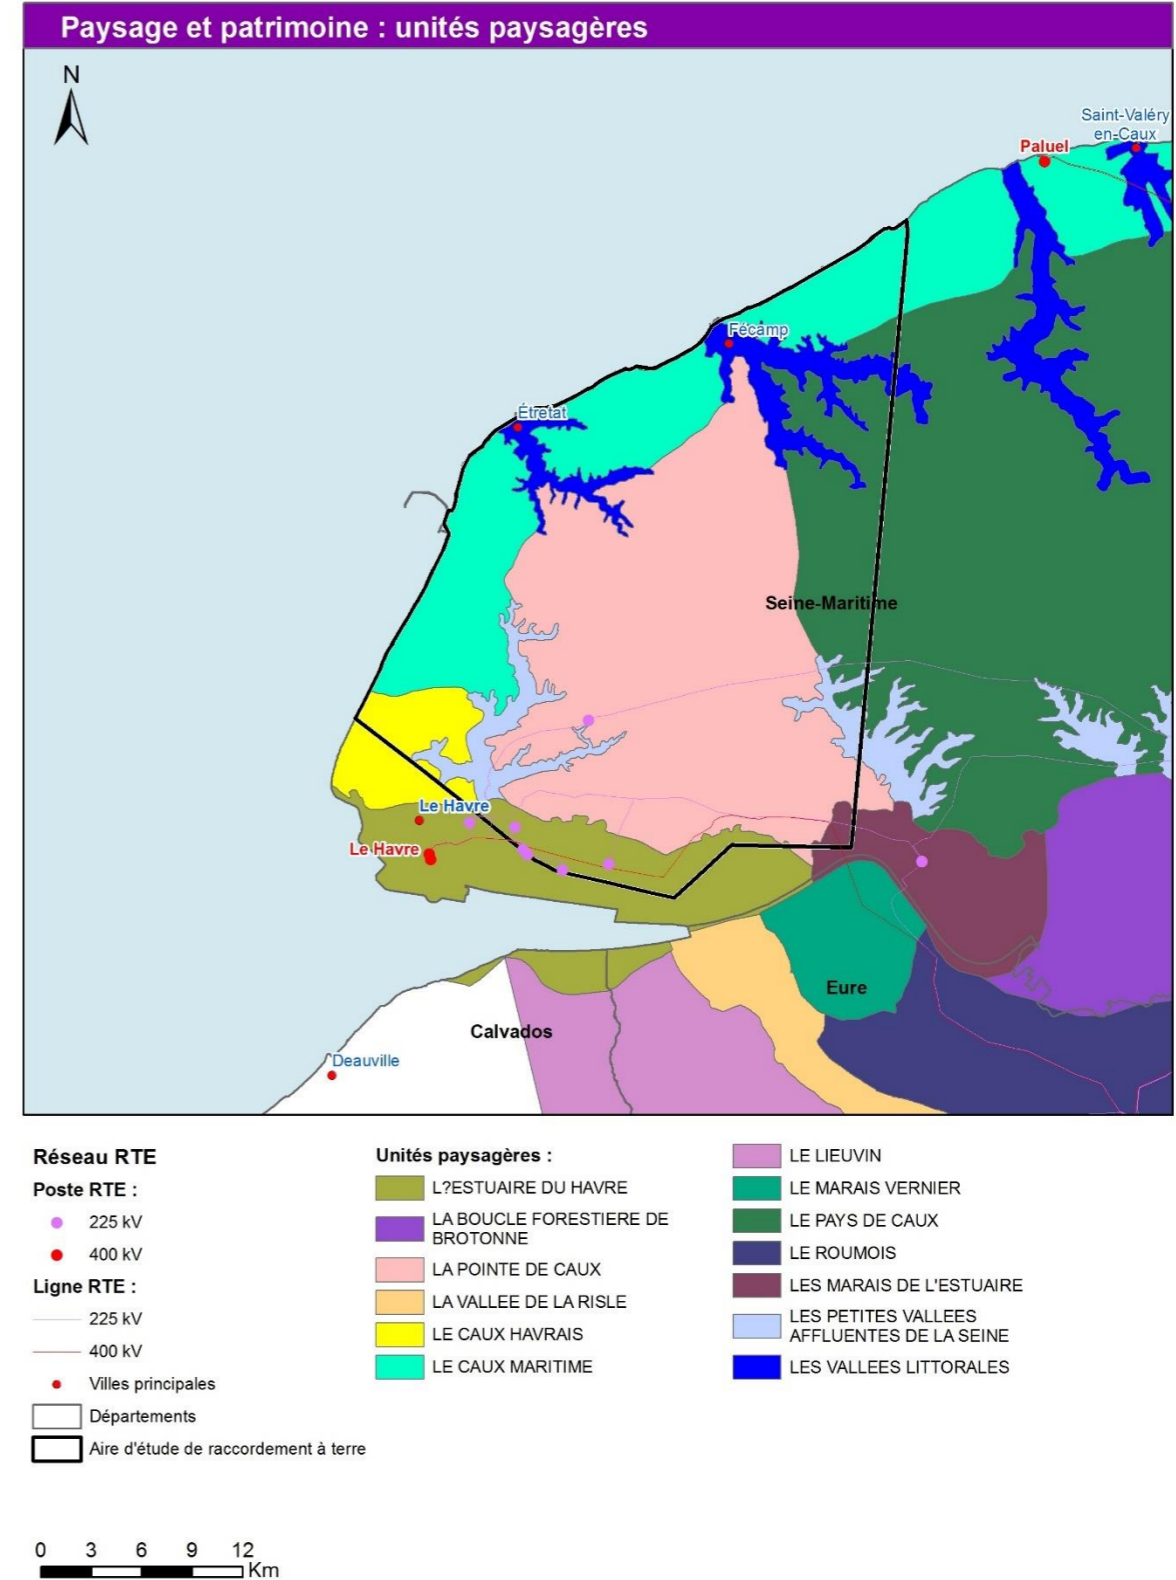 Paysage et patrimoine : unités paysagères
N
Saint-Valéry
en-Caux
Paluel
Fécamp
Étretat
Seine-Maritime
Le Havre
Le Havre
Eure
Calvados
Deauville
Réseau RTE
Poste RTE :
225 kV
400 kV
Ligne RTE :
225 kV
400 kV
Villes principales
Départements
Aire d'étude de raccordement à terre
Unités paysagères :
L?ESTUAIRE DU HAVRE
LA BOUCLE FORESTIERE DE
BROTONNE
LA POINTE DE CAUX
LA VALLEE DE LA RISLE
LE CAUX HAVRAIS
LE CAUX MARITIME
LE LIEUVIN
LE MARAIS VERNIER
LE PAYS DE CAUX
LE ROUMOIS
LES MARAIS DE L'ESTUAIRE
LES PETITES VALLEES
AFFLUENTES DE LA SEINE
LES VALLEES LITTORALES
0 3 6 9 12
Km